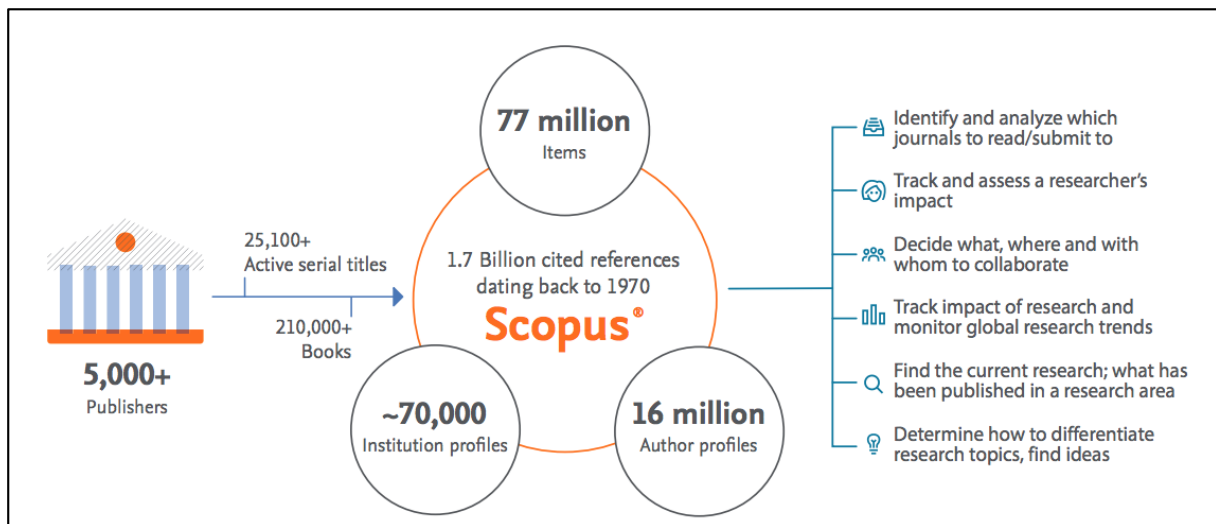 5,000+
Publishers
25,100+
Active serial titles
210,000+
Books
77 million
Items
1.7 Billion cited references
dating back to 1970
Scopus®
~70,000
Institution profiles
16 million
Author profiles
Identify and analyze which
journals to read/submit to
Track and assess a researcher's
impact
Decide what, where and with
whom to collaborate
Track impact of research and
monitor global research trends
Find the current research; what has
been published in a research area
Determine how to differentiate
research topics, find ideas